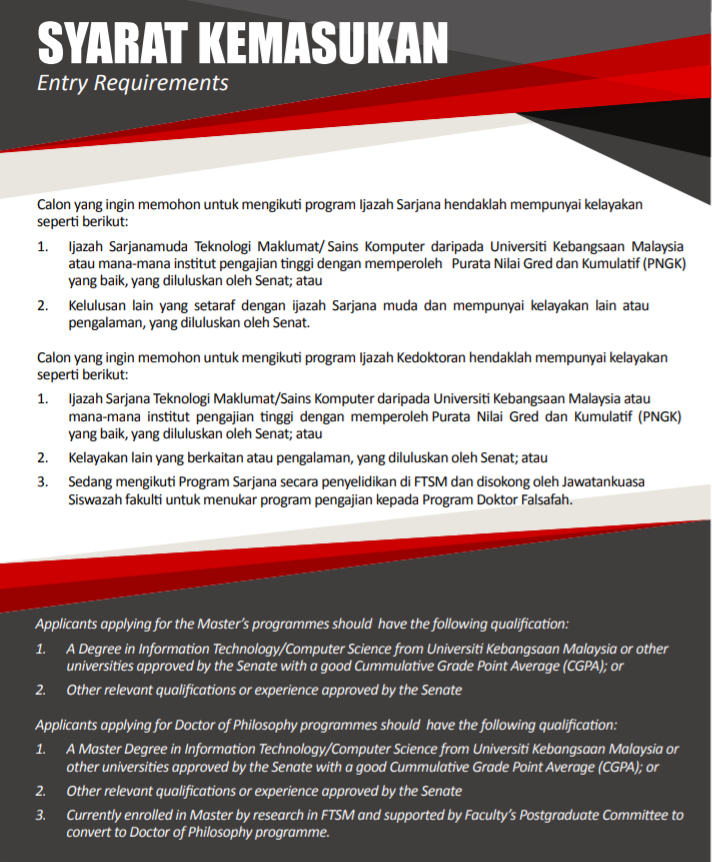 SYARAT KEMASUKAN
Entry Requirements
Calon yang ingin memohon untuk mengikuti program Ijazah Sarjana hendaklah mempunyai kelayakan
seperti berikut:
1. Ijazah Sarjanamuda Teknologi Maklumat/ Sains Komputer daripada Universiti Kebangsaan Malaysia
atau mana-mana institut pengajian tinggi dengan memperoleh Purata Nilai Gred dan Kumulatif (PNGK)
yang baik, yang diluluskan oleh Senat; atau
2. Kelulusan lain yang setaraf dengan ijazah Sarjana muda dan mempunyai kelayakan lain atau
pengalaman, yang diluluskan oleh Senat.
Calon yang ingin memohon untuk mengikuti program Ijazah Kedoktoran hendaklah mempunyai kelayakan
seperti berikut:
1. Ijazah Sarjana Teknologi Maklumat/Sains Komputer daripada Universiti Kebangsaan Malaysia atau
mana-mana institut pengajian tinggi dengan memperoleh Purata Nilai Gred dan Kumulatif (PNGK)
yang baik, yang diluluskan oleh Senat; atau
2. Kelayakan lain yang berkaitan atau pengalaman, yang diluluskan oleh Senat; atau
3. Sedang mengikuti Program Sarjana secara penyelidikan di FTSM dan disokong oleh Jawatankuasa
Siswazah fakulti untuk menukar program pengajian kepada Program Doktor Falsafah.
Applicants applying for the Master's programmes should have the following qualification:
1. A Degree in Information Technology/Computer Science from Universiti Kebangsaan Malaysia or other
universities approved by the Senate with a good Cummulative Grade Point Average (CGPA); or
2. Other relevant qualifications or experience approved by the Senate
Applicants applying for Doctor of Philosophy programmes should have the following qualification:
1. A Master Degree in Information Technology/Computer Science from Universiti Kebangsaan Malaysia or
other universities approved by the Senate with a good Cummulative Grade Point Average (CGPA); or
2. Other relevant qualifications or experience approved by the Senate
3. Currently enrolled in Master by research in FTSM and supported by Faculty's Postgraduate Committee to
convert to Doctor of Philosophy programme.